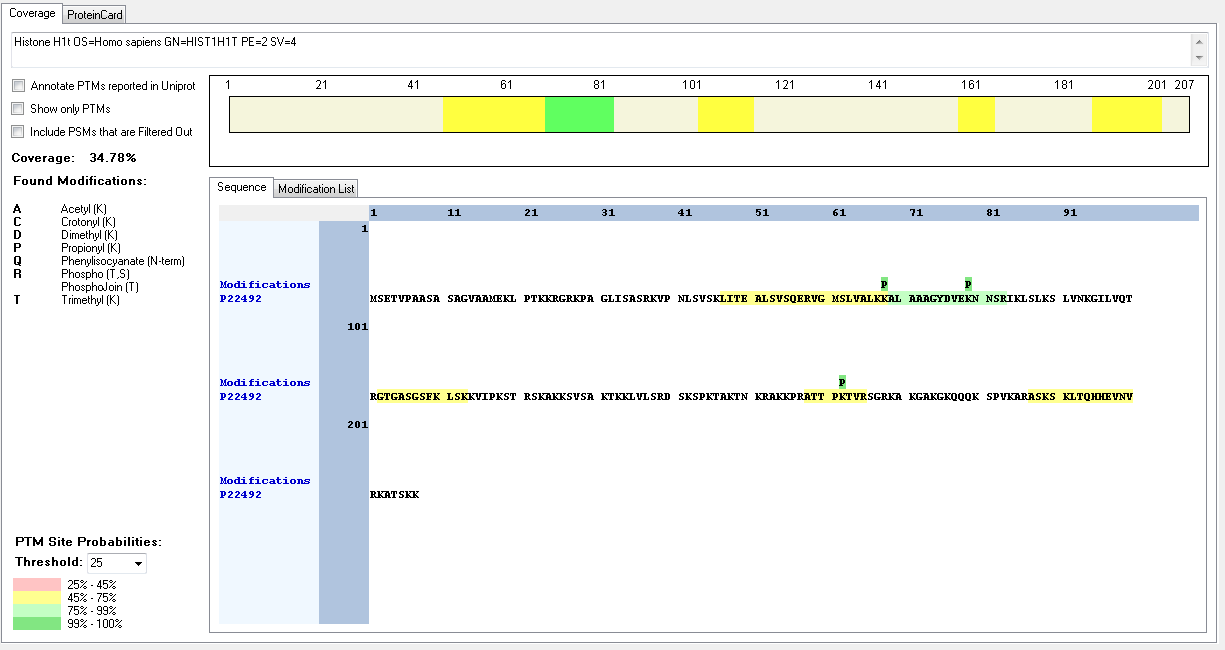 Coverage ProteinCard
Histone H1t OS=Homo sapiens GN=HIST1H1T PE=2 SV=4
Annotate PTMs reported in Uniprot
Show only PTMs
Include PSMs that are Filtered Out
Coverage: 34.78%
Found Modifications:
A Acetyl (K)
C Crotonyl (K)
D Dimethyl (K)
P Propionyl (K)
Q Phenylisocyanate (N-term)
R Phospho (T,S)
PhosphoJoin (T)
T Trimethyl (K)
PTM Site Probabilities:
Threshold: 25
25% - 45%
45% - 75%
75% - 99%
99% - 100%
1 21 41 61 81 101 121 141 161 181 201 207
Sequence Modification List
1 11 21 31 41 51 61 71 81 91
1
P P
Modifications
P22492 MSETVPAASA SAGVAAMEKL PTKKRGRKPA GLISASRKVP NLSVSKLITE ALSVSQERVG MSLVALKKAL AAAGYDVEKN NSRIKLSLKS LVNKGILVQT
101
P
Modifications
P22492 RGTGASGSFK LSKKVIPKST RSKAKKSVSA KTKKLVLSRD SKSPKTAKTN KRAKKPRATT PKTVRSGRKA KGAKGKQQQK SPVKARASKS KLTQHHEVNV
201
Modifications
P22492 RKATSKK